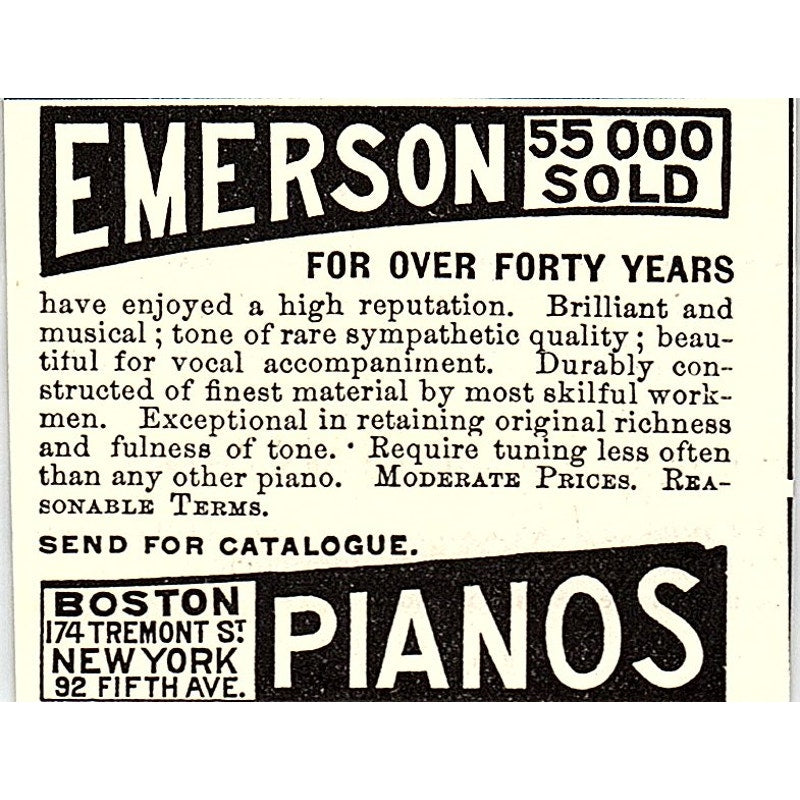 EMERSON
55 000
SOLD
FOR OVER FORTY YEARS
have enjoyed a high reputation. Brilliant and
musical; tone of rare sympathetic quality; beau-
tiful for vocal accompaniment. Durably con-
structed of finest material by most skilful work-
men. Exceptional in retaining original richness
and fulness of tone. Require tuning less often
than any other piano. MODERATE PRICES. REA-
SONABLE TERMS.
SEND FOR CATALOGUE.
BOSTON
174 TREMONT ST.
NEW YORK
92 FIFTH AVE.
PIANOS